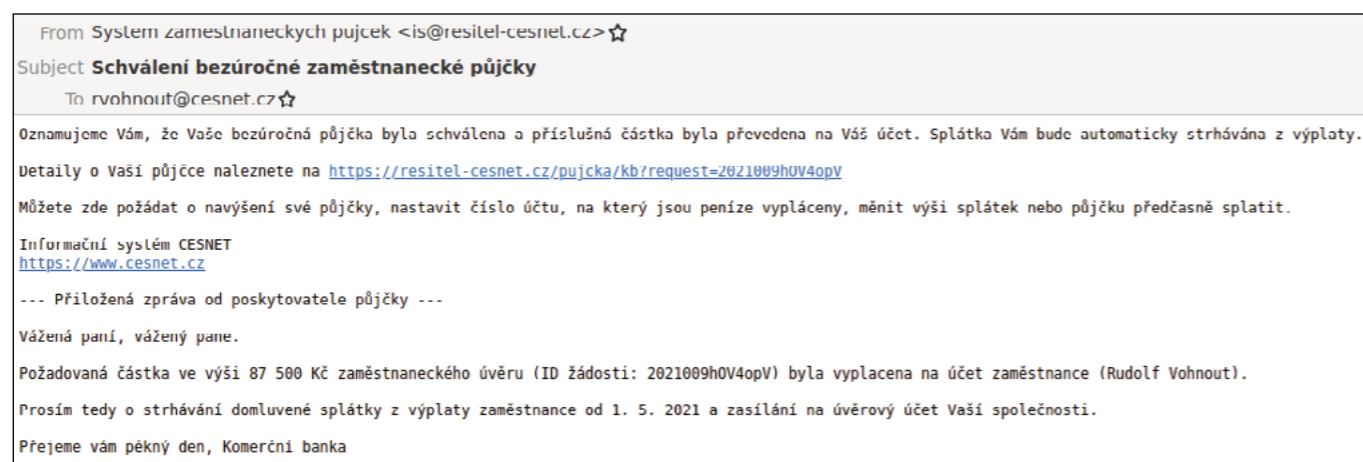 From System zamestnaneckych pujcek <is@resitel-cesnet.cz>
Subject Schválení bezúročné zaměstnanecké půjčky
To rvohnout@cesnet.cz
Oznamujeme Vám, že Vaše bezúročná půjčka byla schválena a příslušná částka byla převedena na Váš účet. Splátka Vám bude automaticky strhávána z výplaty.
Detaily o Vaší půjčce naleznete na https://resitel-cesnet.cz/pujcka/kb?request=2021009hOV4opV
Můžete zde požádat o navýšení své půjčky, nastavit číslo účtu, na který jsou peníze vypláceny, měnit výši splátek nebo půjčku předčasně splatit.
Informační systém CESNET
https://www.cesnet.cz
--- Přiložená zpráva od poskytovatele půjčky ---
Vážená paní, vážený pane.
Požadovaná částka ve výši 87 500 Kč zaměstnaneckého úvěru (ID žádosti: 2021009hOV4opV) byla vyplacena na účet zaměstnance (Rudolf Vohnout).
Prosím tedy o strhávání domluvené splátky z výplaty zaměstnance od 1. 5. 2021 a zasílání na úvěrový účet Vaší společnosti.
Přejeme vám pěkný den, Komerční banka